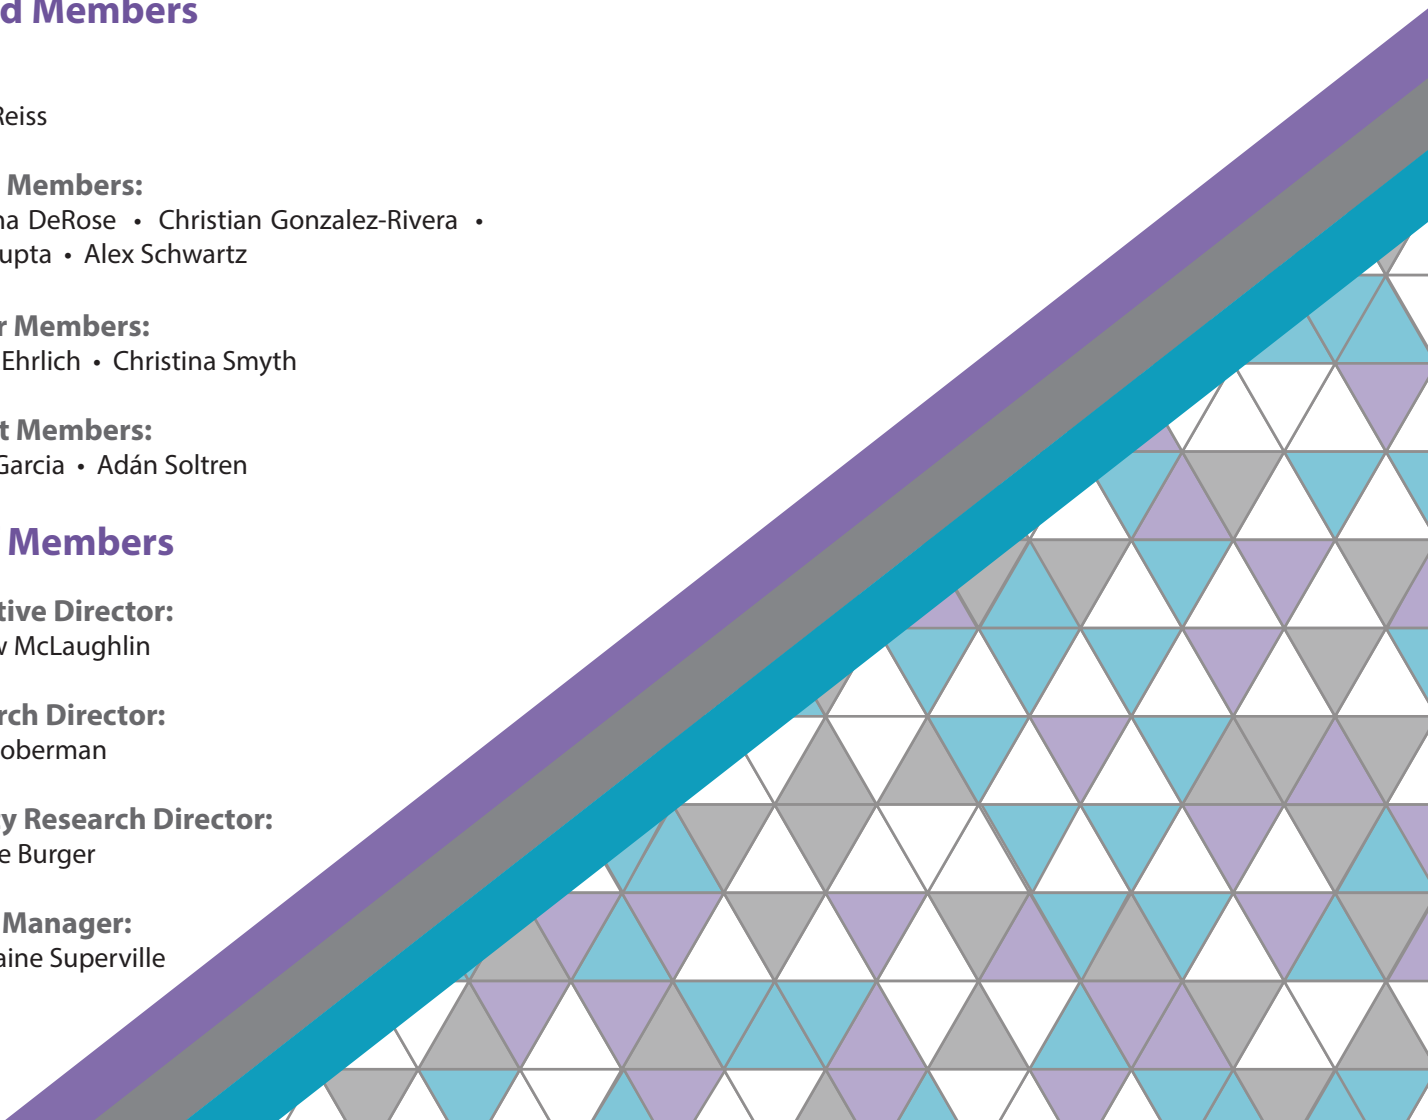 d Members
Reiss
Members:
na DeRose • Christian Gonzalez-Rivera •
upta • Alex Schwartz
r Members:
Ehrlich • Christina Smyth
t Members:
Garcia • Adán Soltren
Members
tive Director:
w McLaughlin
rch Director:
oberman
ty Research Director:
e Burger
Manager:
aine Superville